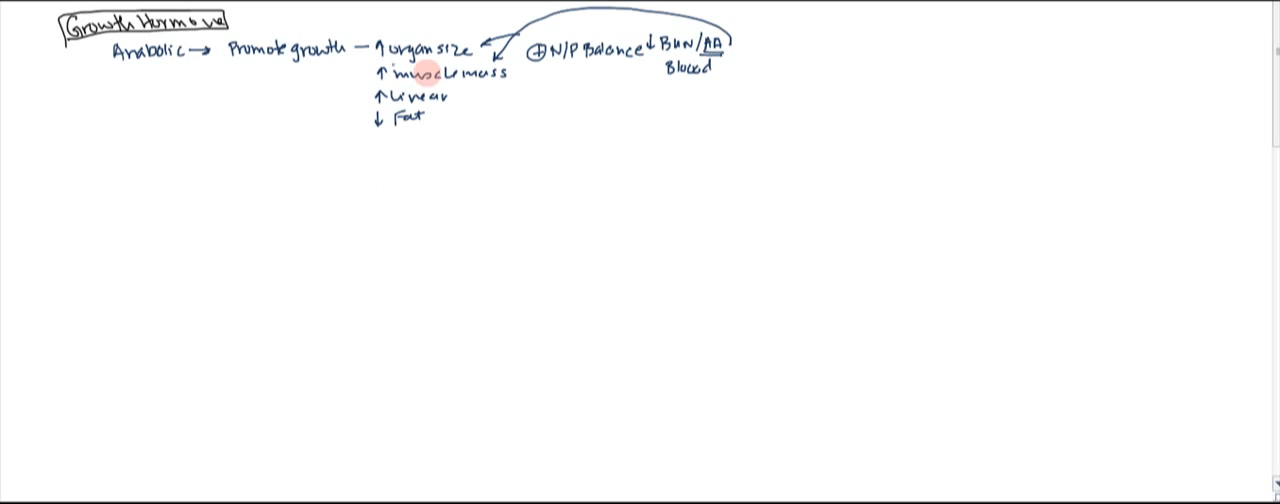 Growth Hormone
Anabolic → Promote growth – ↑ organ size ⊕ N/P Balance ↓ BUN/AA
↑ muscle mass Blood
↑ Linear
↓ Fat